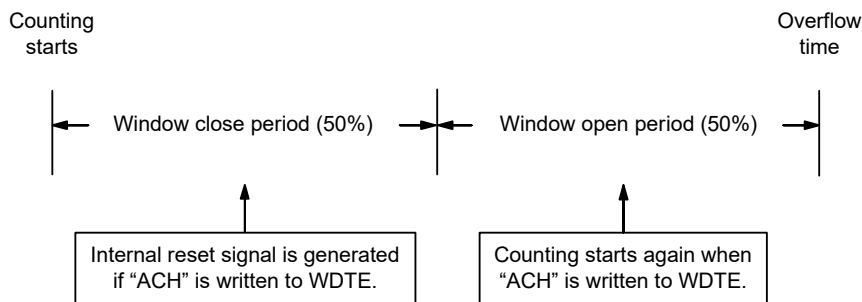 Counting
starts
Overflow
time
Window close period (50%)
Window open period (50%)
Internal reset signal is generated
if “ACH” is written to WDTE.
Counting starts again when
“ACH” is written to WDTE.